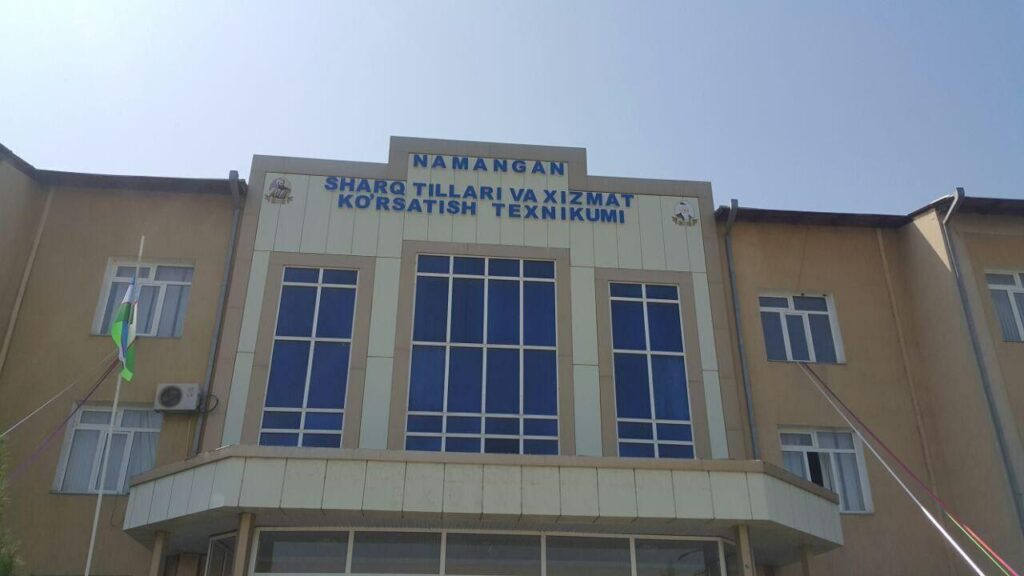 NAMANGAN
SHARQ TILLARI VA XIZMAT
KO'RSATISH TEXNIKUMI